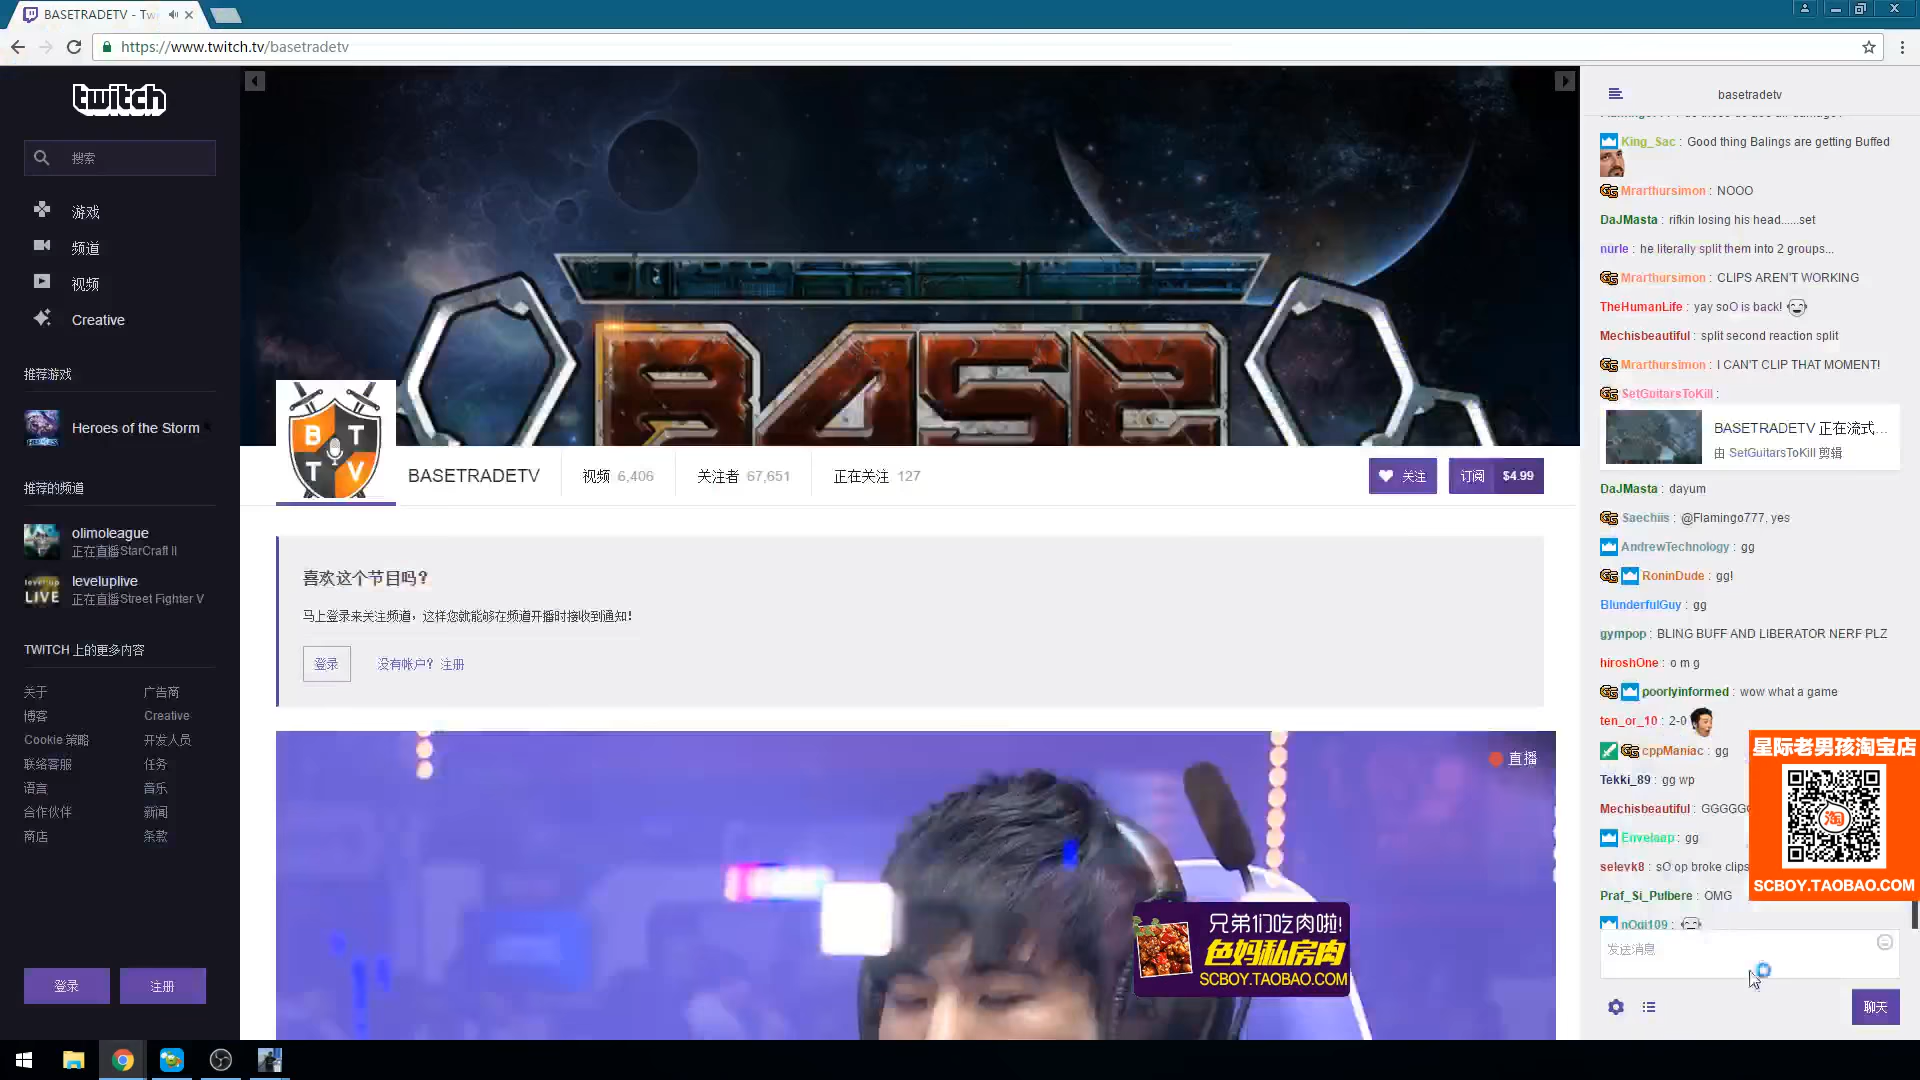 BASETRADETV - Tw
https://www.twitch.tv/basetradetv
twitch
搜索
游戏
频道
视频
Creative
推荐游戏
Heroes of the Storm
推荐的频道
olimoleague
正在直播StarCraft II
leveluplive
正在直播Street Fighter V
TWITCH 上的更多内容
关于
广告商
博客
Creative
Cookie 策略
开发人员
联络客服
任务
语言
音乐
合作伙伴
新闻
商店
条款
登录
注册
BASE
BTTV
BASETRADETV
视频 6,406
关注者 67,651
正在关注 127
关注
订阅 $4.99
喜欢这个节目吗?
马上登录来关注频道，这样您就能够在频道开播时接收到通知!
登录
没有帐户? 注册
直播
兄弟们吃肉啦!
色妈私房肉
SCBOY.TAOBAO.COM
basetradetv
King_Sac : Good thing Balings are getting Buffed
Mrarthursimon : NOOO
DaJMasta : rifkin losing his head......set
nurle : he literally split them into 2 groups...
Mrarthursimon : CLIPS AREN'T WORKING
TheHumanLife : yay soO is back!
Mechisbeautiful : split second reaction split
Mrarthursimon : I CAN'T CLIP THAT MOMENT!
SetGuitarsToKill :
BASETRADETV 正在流式...
由 SetGuitarsToKill 剪辑
DaJMasta : dayum
Saechiis : @Flamingo777, yes
AndrewTechnology : gg
RoninDude : gg!
BlunderfulGuy : gg
gympop : BLING BUFF AND LIBERATOR NERF PLZ
hiroshOne : o m g
poorlyinformed : wow what a game
ten_or_10 : 2-0
cppManiac : gg
Tekki_89 : gg wp
Mechisbeautiful : GGGGG
Envelaap : gg
selevk8 : sO op broke clips
Praf_Si_Pulbere : OMG
nOqi109 :
星际老男孩淘宝店
淘
SCBOY.TAOBAO.COM
发送消息
聊天